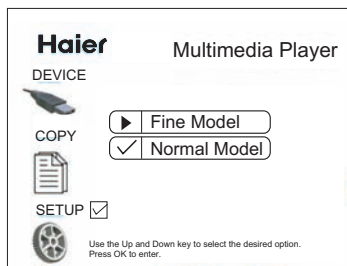 Haier
Multimedia Player
DEVICE
COPY
Fine Model
Normal Model
SETUP
Use the Up and Down key to select the desired option.
Press OK to enter.